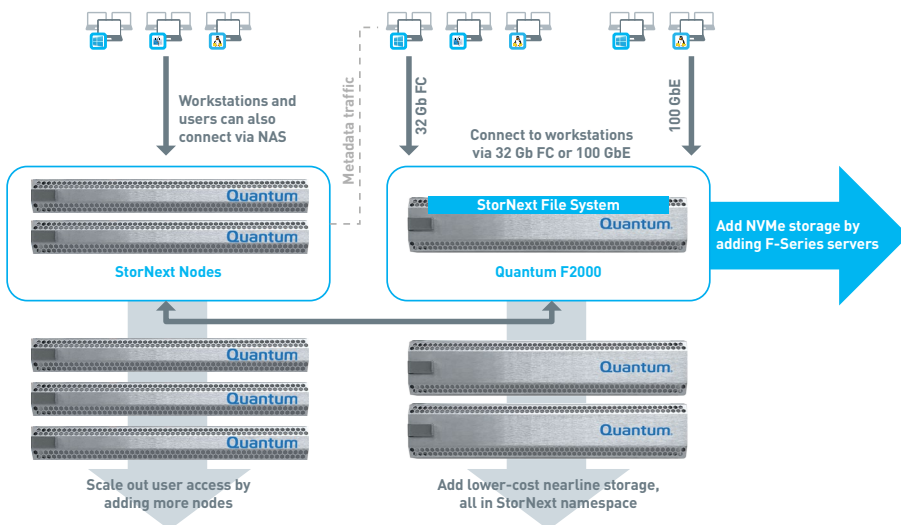 Metadata traffic
32 Gb FC
100 GbE
Workstations and
users can also
connect via NAS
Connect to workstations
via 32 Gb FC or 100 GbE
Quantum
Quantum
StorNext Nodes
StorNext File System
Quantum
Quantum F2000
Add NVMe storage by
adding F-Series servers
Quantum
Quantum
Quantum
Scale out user access by
adding more nodes
Quantum
Quantum
Add lower-cost nearline storage,
all in StorNext namespace